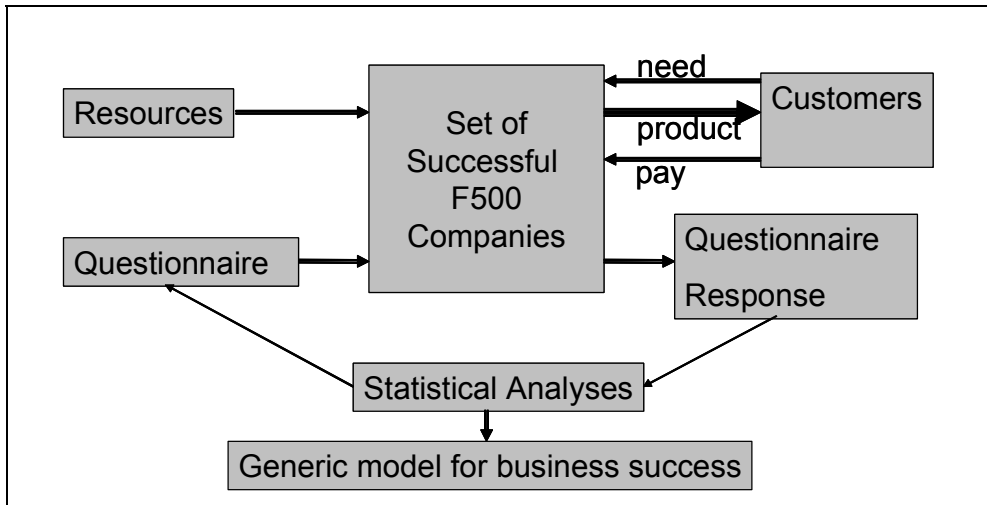 need
Resources
Customers
product
Set of
Successful
F500
Companies
pay
Questionnaire
Questionnaire
Response
Statistical Analyses
Generic model for business success